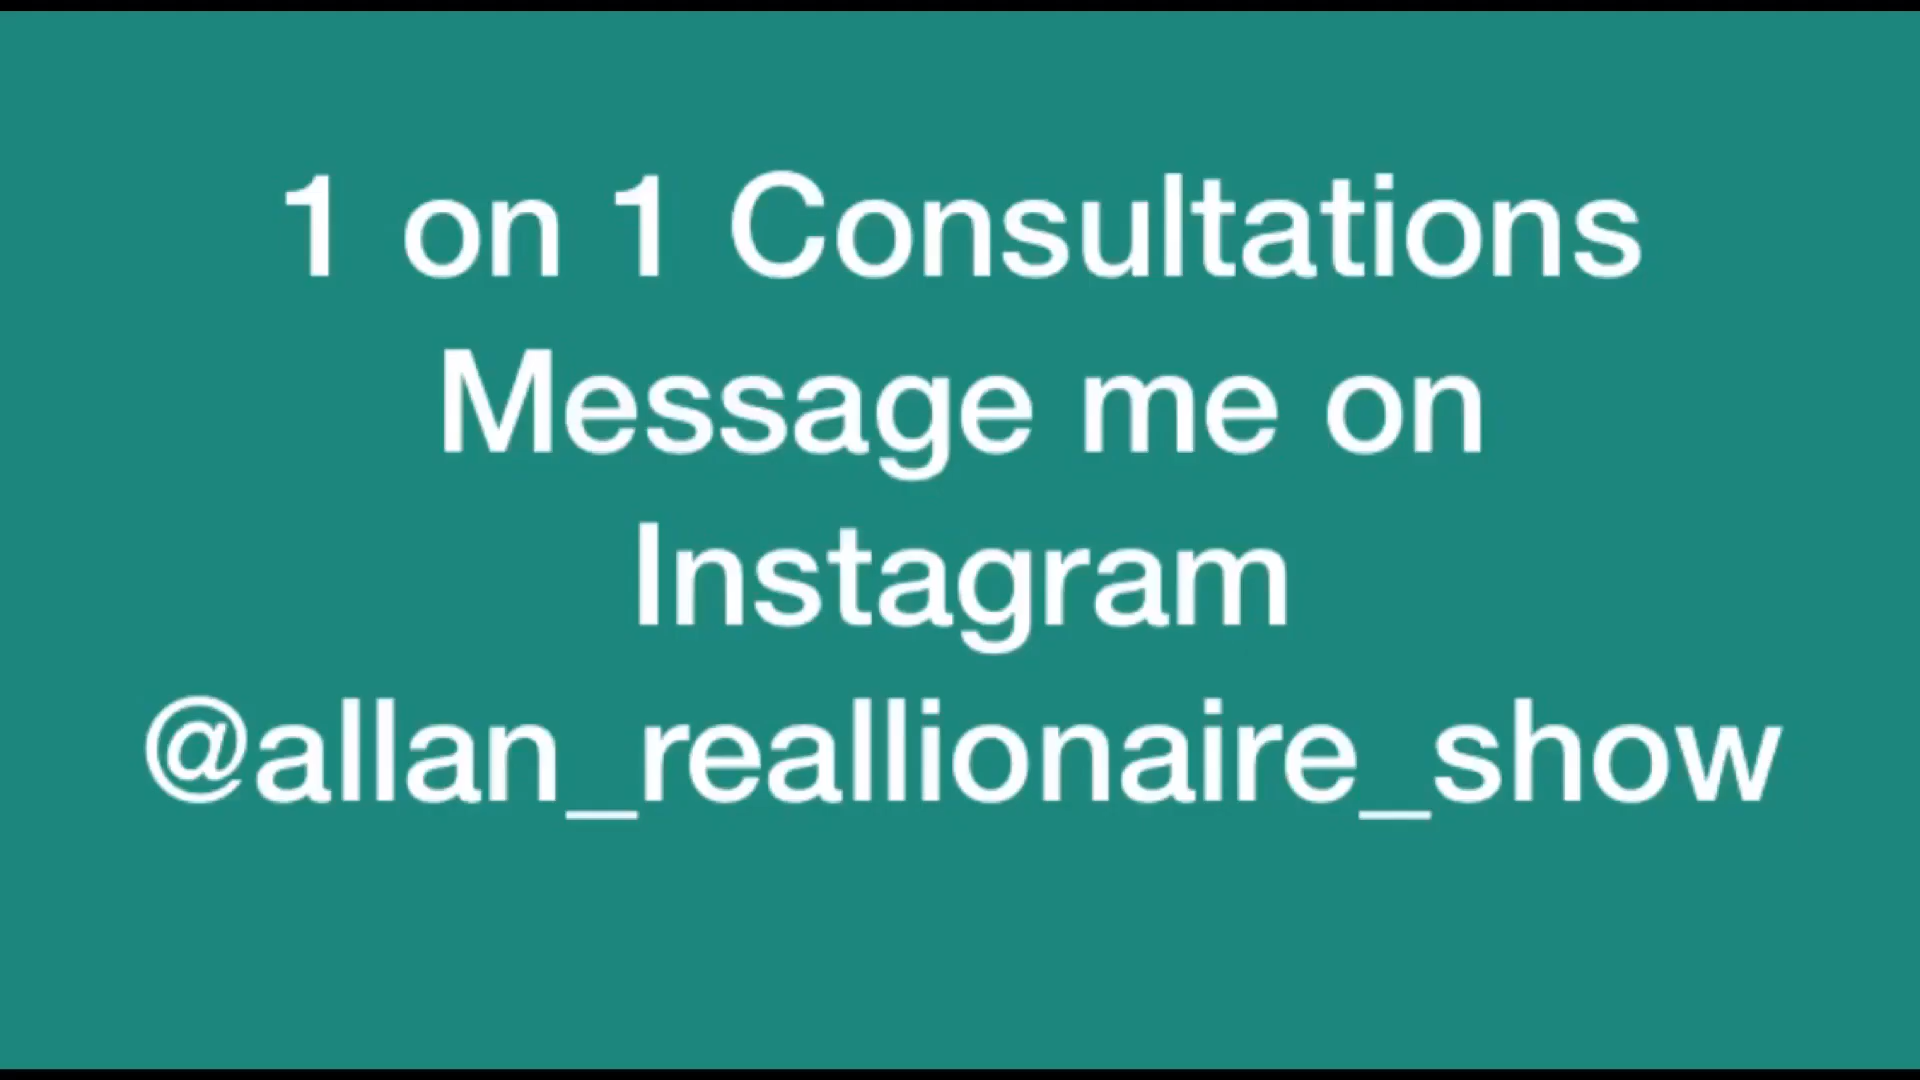 1 on 1 Consultations
Message me on
Instagram
@allan_reallionaire_show